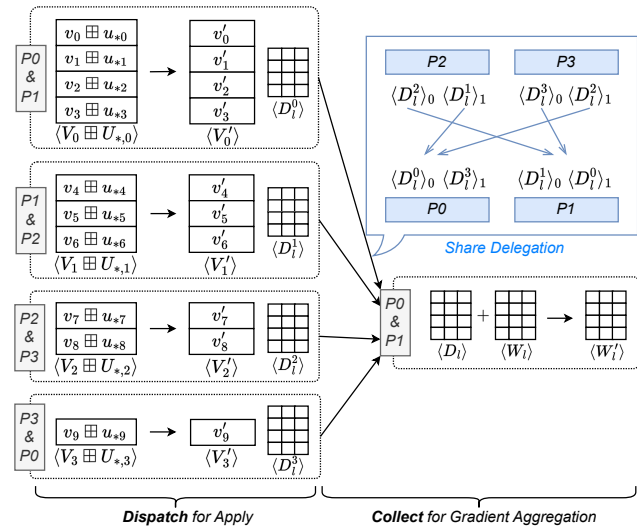 P0 & P1
v₀ ⊞ u∗₀
v₁ ⊞ u∗₁
v₂ ⊞ u∗₂
v₃ ⊞ u∗₃
⟨V₀ ⊞ U∗,₀⟩
v′₀
v′₁
v′₂
v′₃
⟨V′₀⟩
⟨D⁰ₗ⟩
P1 & P2
v₄ ⊞ u∗₄
v₅ ⊞ u∗₅
v₆ ⊞ u∗₆
⟨V₁ ⊞ U∗,₁⟩
v′₄
v′₅
v′₆
⟨V′₁⟩
⟨D¹ₗ⟩
P2 & P3
v₇ ⊞ u∗₇
v₈ ⊞ u∗₈
⟨V₂ ⊞ U∗,₂⟩
v′₇
v′₈
⟨V′₂⟩
⟨D²ₗ⟩
P3 & P0
v₉ ⊞ u∗₉
⟨V₃ ⊞ U∗,₃⟩
v′₉
⟨V′₃⟩
⟨D³ₗ⟩
P2 P3
⟨D²ₗ⟩₀ ⟨D¹ₗ⟩₁ ⟨D³ₗ⟩₀ ⟨D²ₗ⟩₁
⟨D⁰ₗ⟩₀ ⟨D³ₗ⟩₁ ⟨D¹ₗ⟩₀ ⟨D⁰ₗ⟩₁
P0 P1
Share Delegation
P0 & P1
+
⟨Dₗ⟩ ⟨Wₗ⟩ ⟨W′ₗ⟩
Dispatch for Apply
Collect for Gradient Aggregation